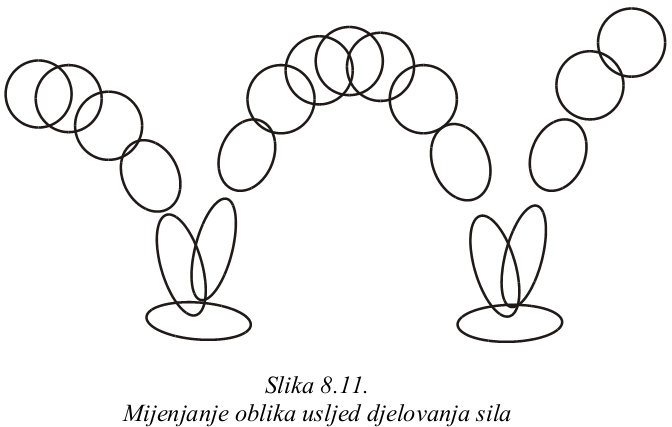 Slika 8.11.
Mijenjanje oblika usljed djelovanja sila